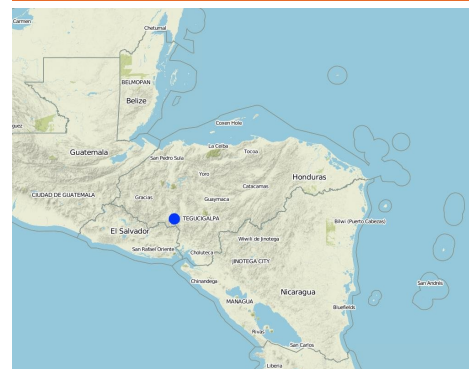 Carmen
Chetumal
BELMOPAN
Belize
Coxen Hole
La Ceiba
Tocoa
Guatemala
San Pedro Sula
Yoro
Honduras
Catacamas
CIUDAD DE GUATEMALA
Gracias
Guaymaca
TEGUCIGALPA
Bilwi (Puerto Cabezas)
El Salvador
Wiwilí de Jinotega
San Rafael Oriente
Choluteca
JINOTEGA CITY
Chinandega
San Andrés
Nicaragua
MANAGUA
Bluefields
Rivas
San Carlos
Liberia